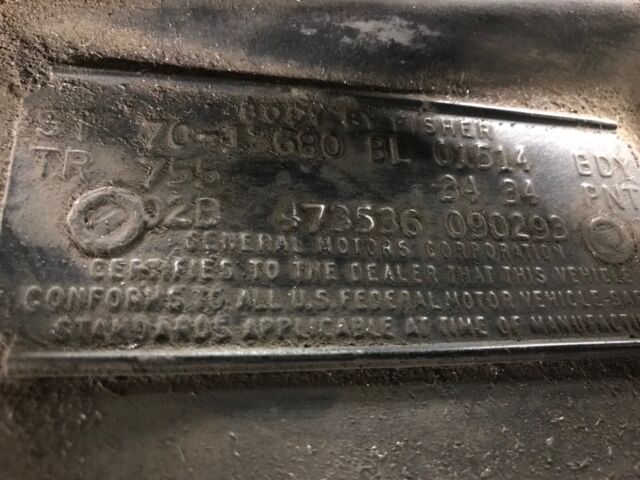 BODY BY FISHER
ST 70-13680 BL 01514 BDY
TR 755 34 34 PNT
02B 473536 090293
GENERAL MOTORS CORPORATION
CERTIFIES TO THE DEALER THAT THIS VEHICLE
CONFORMS TO ALL U.S. FEDERAL MOTOR VEHICLE-SA
STANDARDS APPLICABLE AT TIME OF MANUFACT